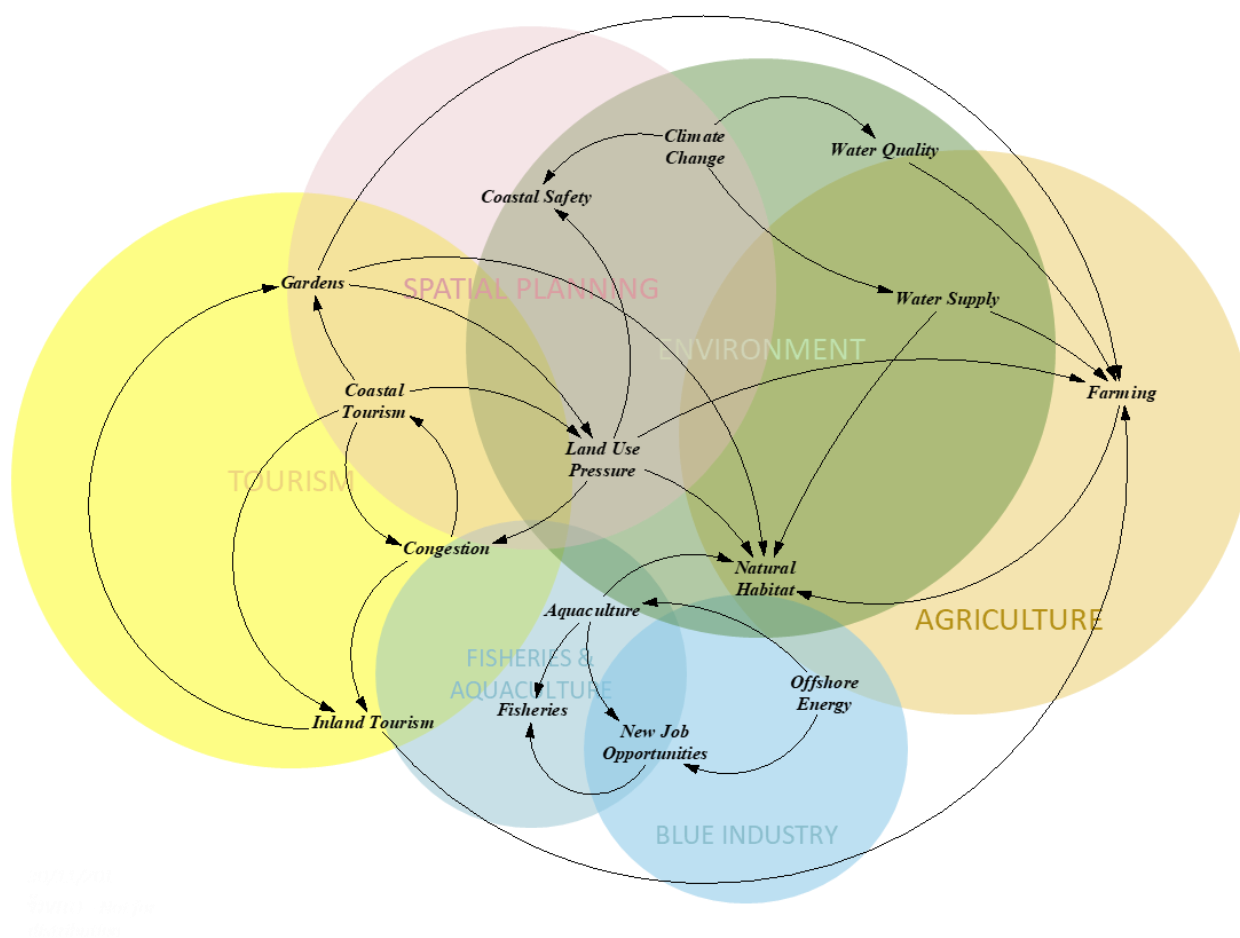 Climate
Change
Water Quality
Coastal Safety
Gardens
SPATIAL PLANNING
Water Supply
ENVIRONMENT
Coastal
Tourism
Farming
Land Use
Pressure
TOURISM
Congestion
Natural
Habitat
Aquaculture
AGRICULTURE
FISHERIES &
AQUACULTURE
Offshore
Energy
Fisheries
Inland Tourism
New Job
Opportunities
BLUE INDUSTRY